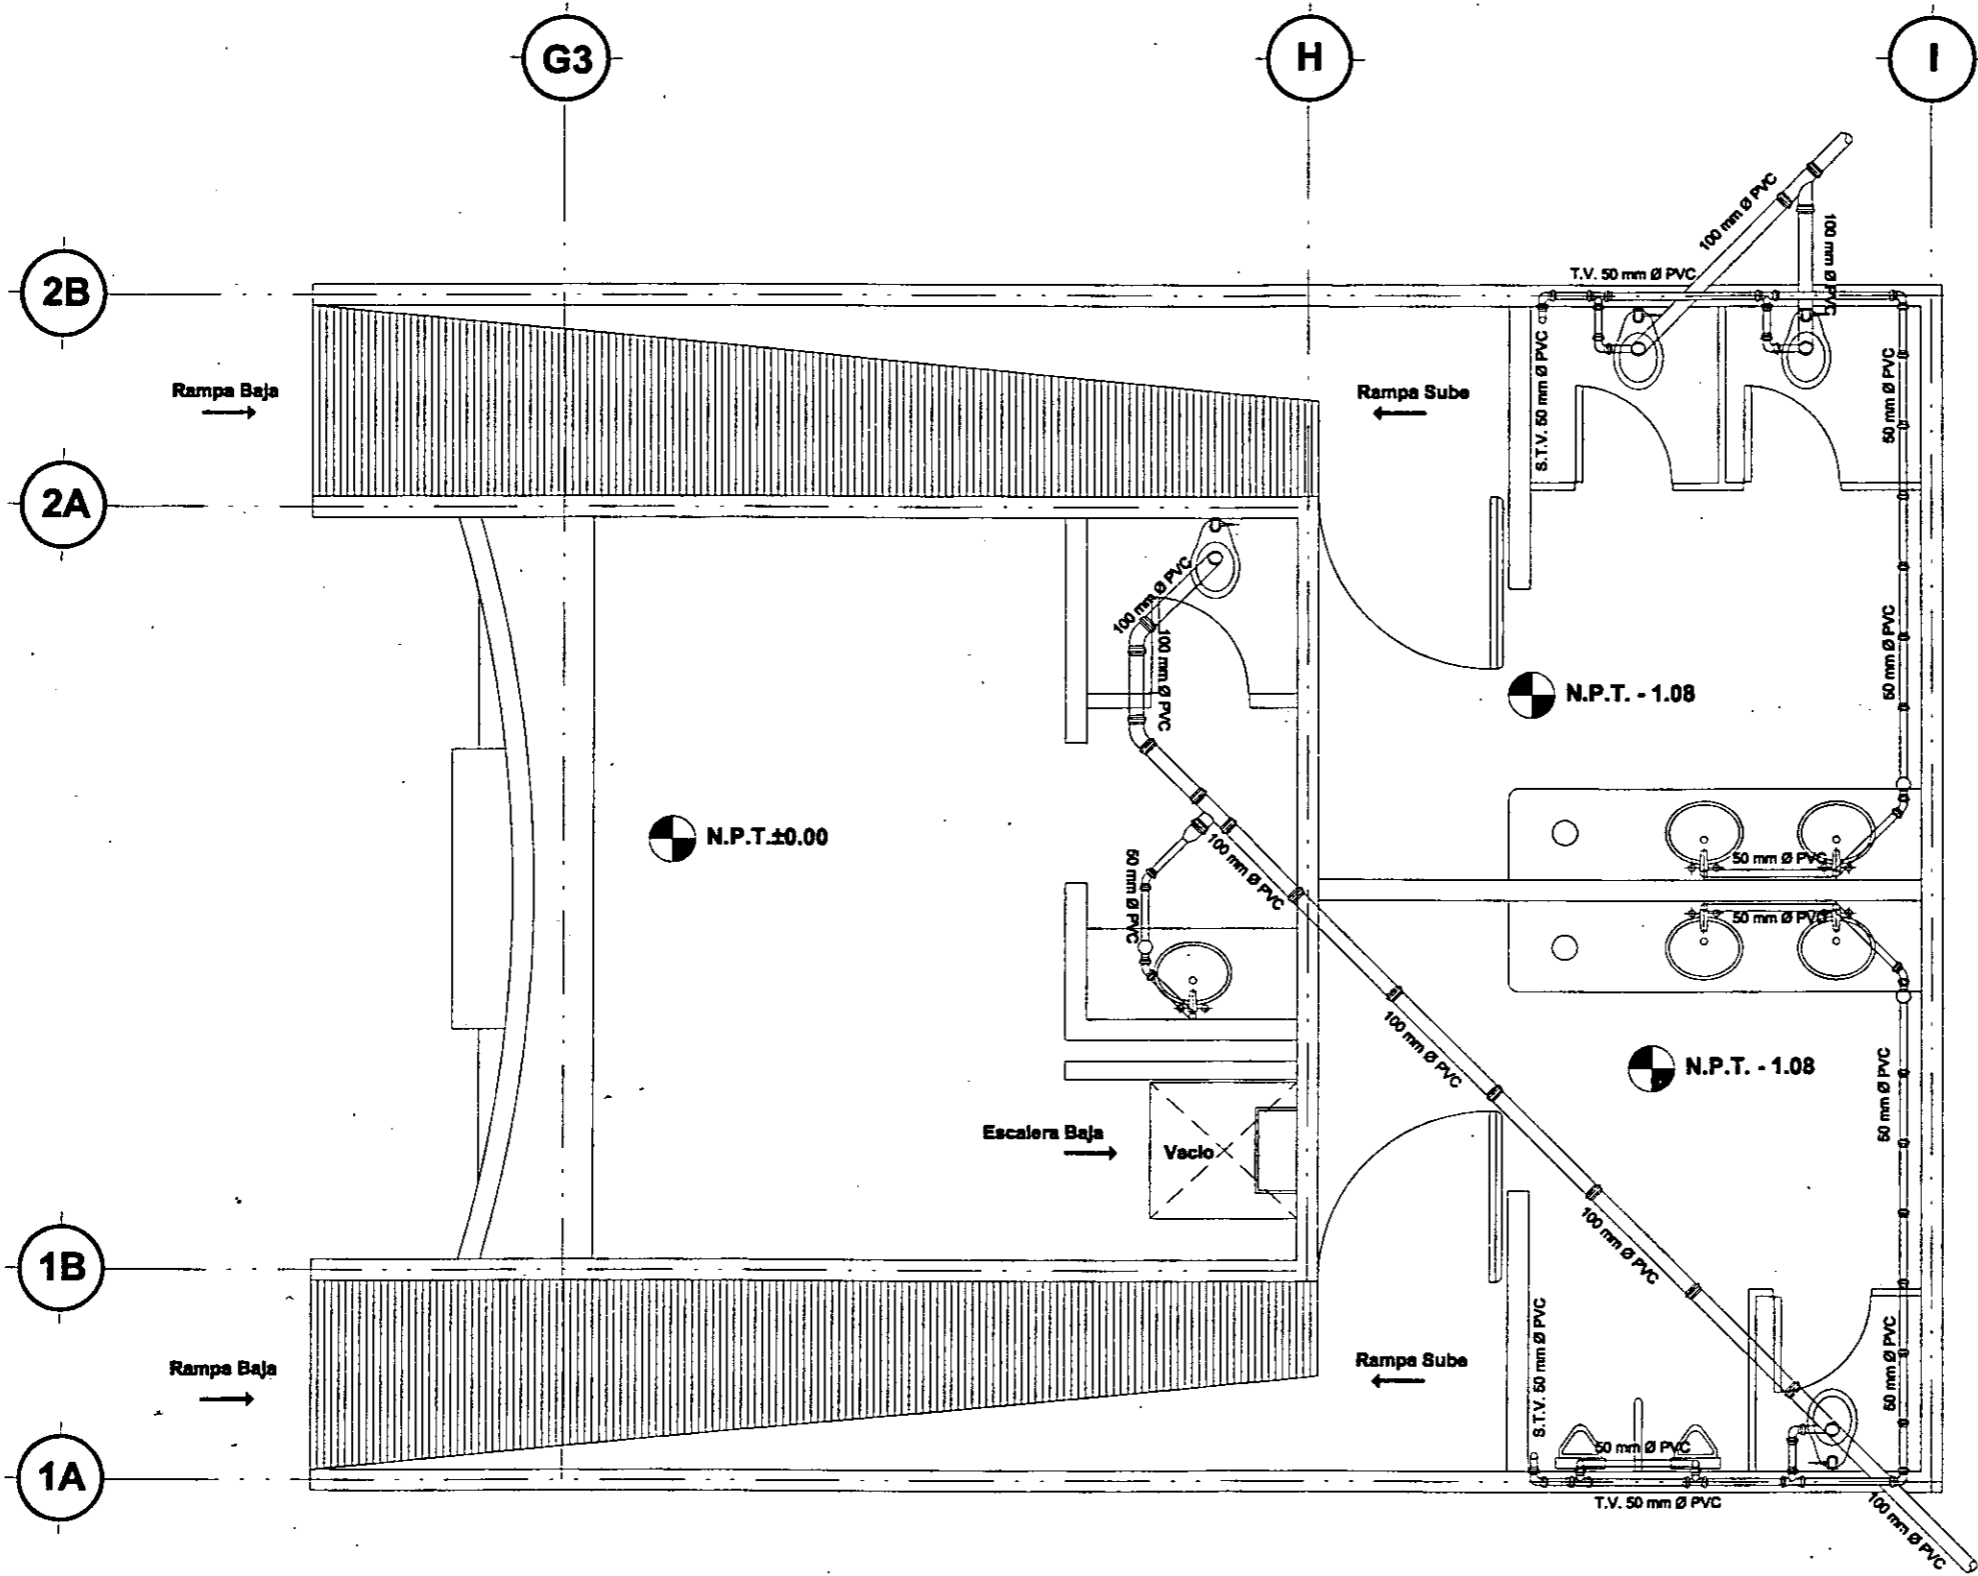 G3
H
I
100 mm Ø PVC
100 mm Ø PVC
2B
T.V. 50 mm Ø PVC
Rampa Baja
Rampa Sube
S.T.V. 50 mm Ø PVC
50 mm Ø PVC
2A
100 mm Ø PVC
100 mm Ø PVC
50 mm Ø PVC
N.P.T. - 1.08
N.P.T.±0.00
100 mm Ø PVC
50 mm Ø PVC
50 mm Ø PVC
50 mm Ø PVC
100 mm Ø PVC
N.P.T. - 1.08
50 mm Ø PVC
Escalera Baja
Vacio
100 mm Ø PVC
1B
Rampa Baja
Rampa Sube
S.T.V. 50 mm Ø PVC
50 mm Ø PVC
50 mm Ø PVC
1A
T.V. 50 mm Ø PVC
100 mm Ø PVC